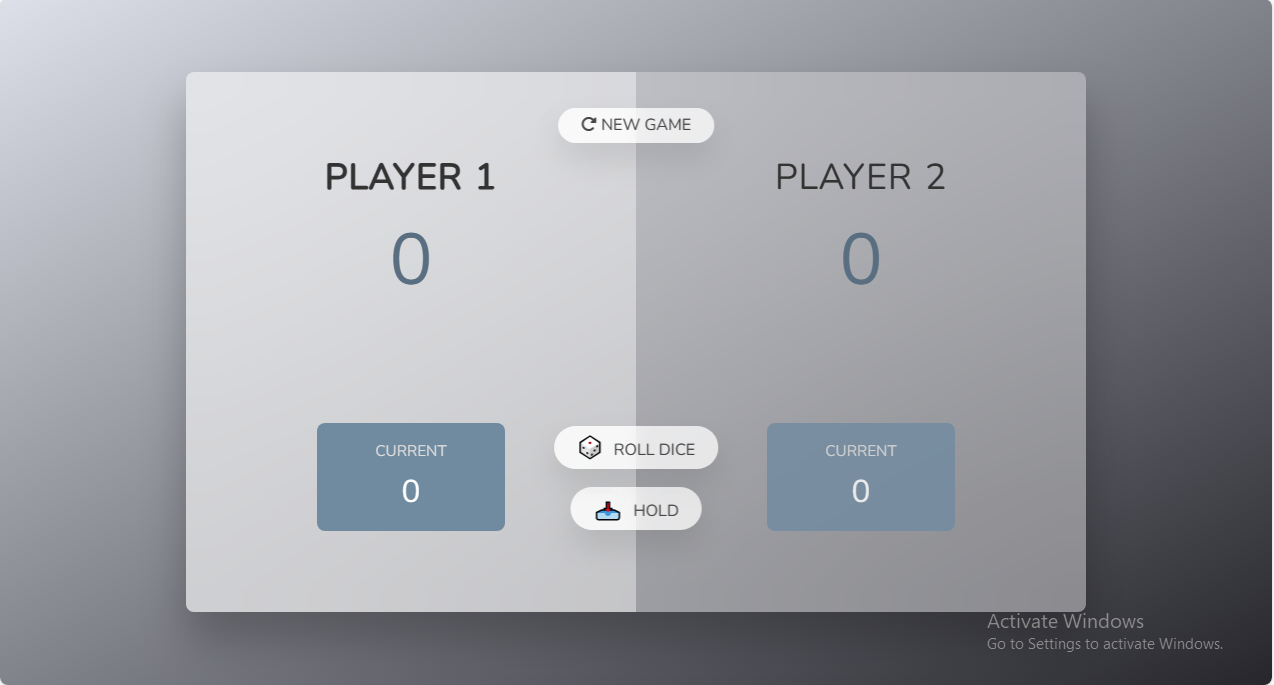 NEW GAME
PLAYER 1
0
CURRENT
0
PLAYER 2
0
CURRENT
0
ROLL DICE
HOLD
Activate Windows
Go to Settings to activate Windows.